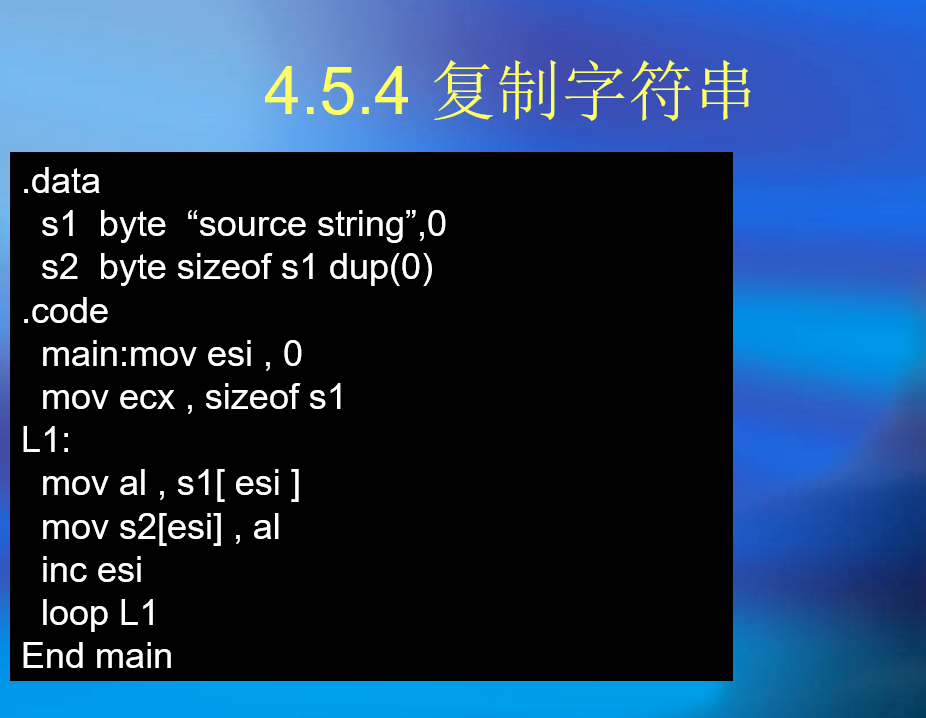 4.5.4 复制字符串
.data
s1 byte “source string”,0
s2 byte sizeof s1 dup(0)
.code
main:mov esi , 0
mov ecx , sizeof s1
L1:
mov al , s1[ esi ]
mov s2[esi] , al
inc esi
loop L1
End main